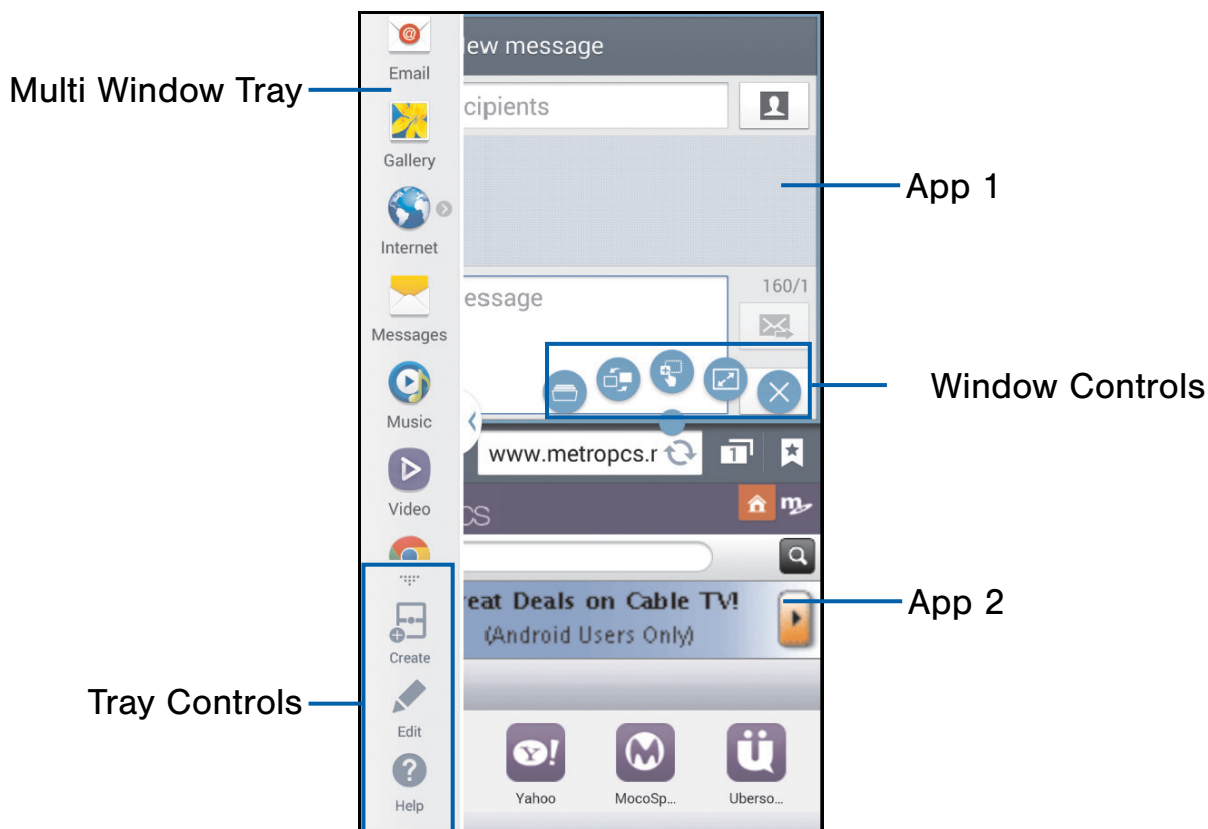 Email
ew message
Multi Window Tray
cipients
Gallery
App 1
Internet
160/1
essage
Messages
Window Controls
Music
www.metropcs.r
1
Video
CS
App 2
eat Deals on Cable TV!
(Android Users Only)
Create
Tray Controls
Edit
Yahoo
MocoSp...
Uberso...
Help